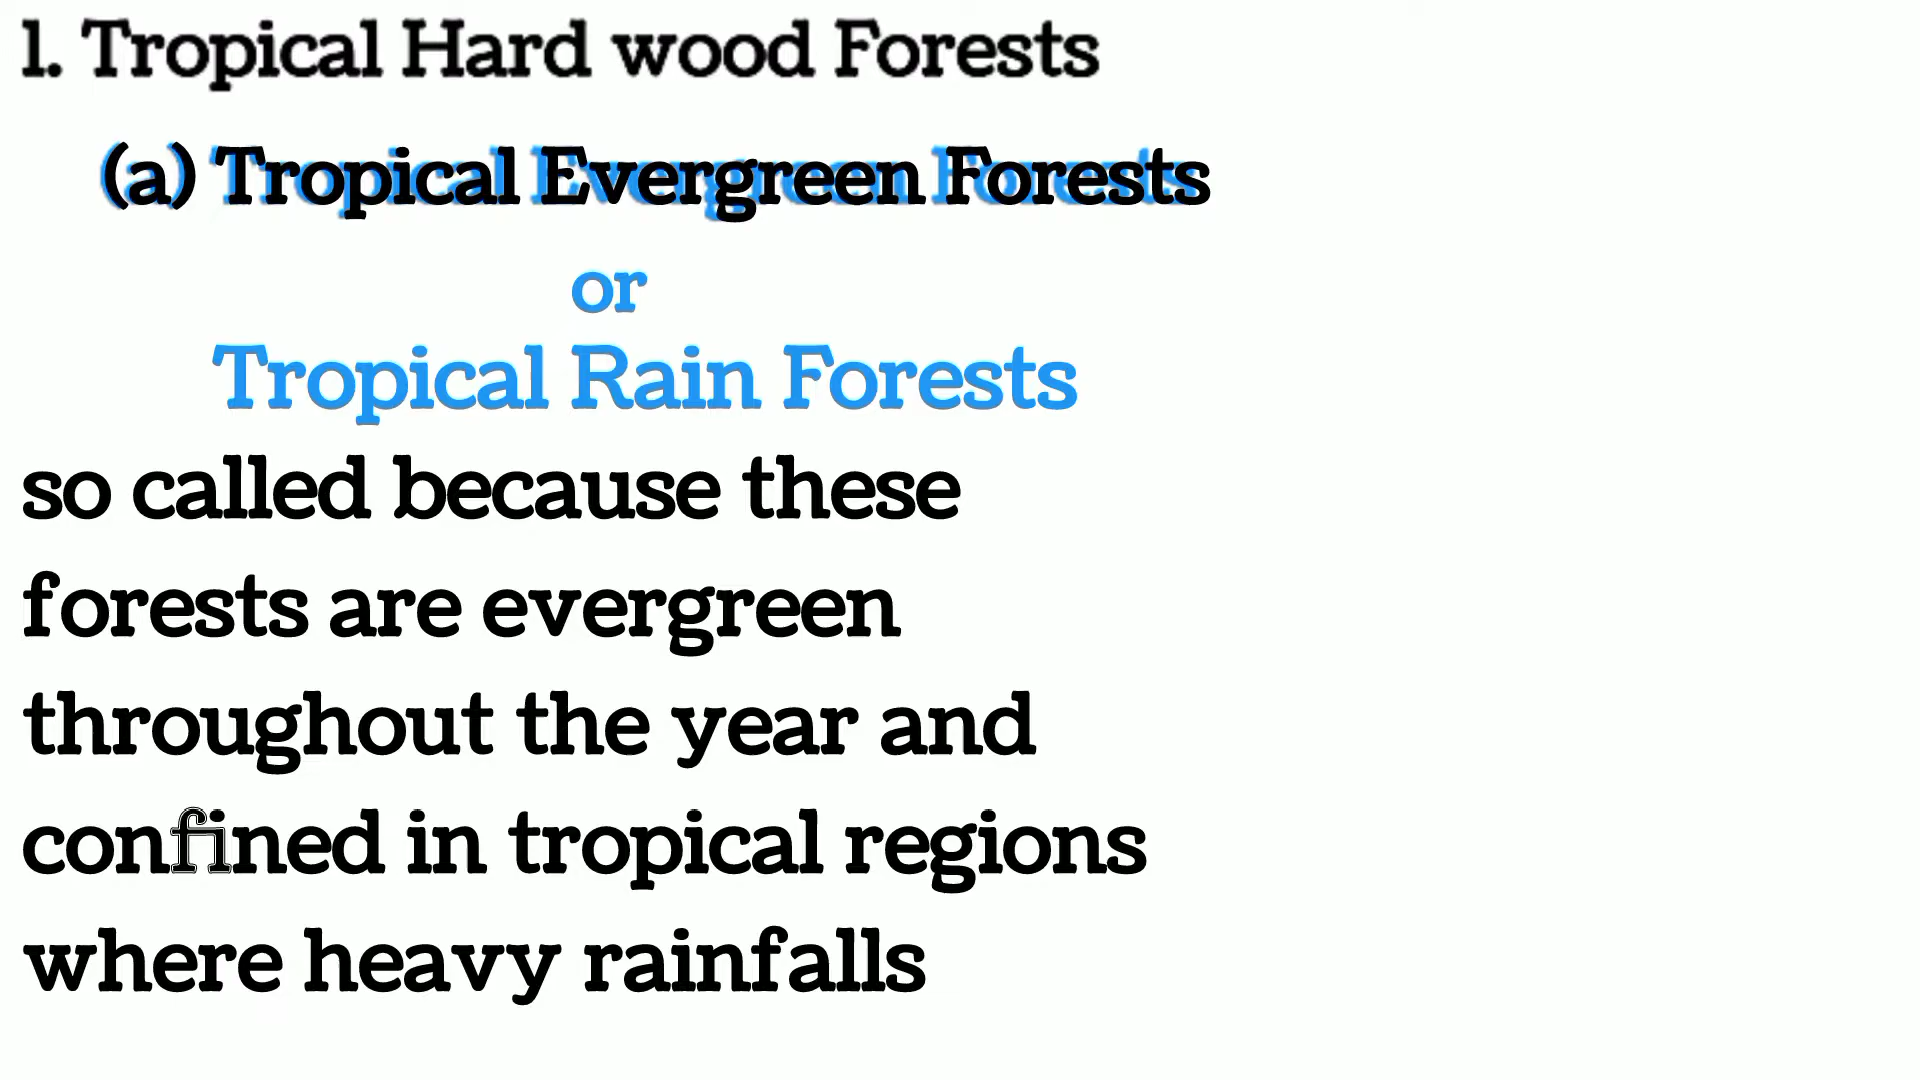 1. Tropical Hard wood Forests
(a) Tropical Evergreen Forests
or
Tropical Rain Forests
so called because these
forests are evergreen
throughout the year and
confined in tropical regions
where heavy rainfalls